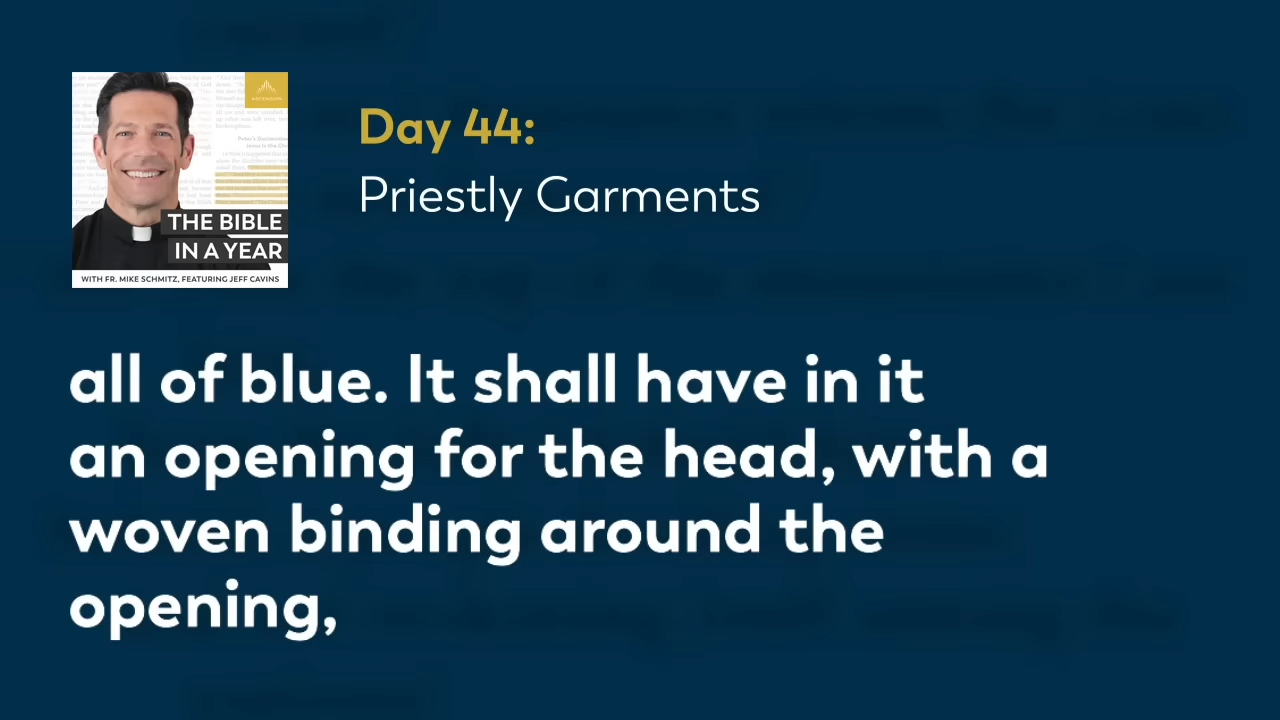 ASCENSION
THE BIBLE
IN A YEAR
WITH FR. MIKE SCHMITZ, FEATURING JEFF CAVINS
Day 44:
Priestly Garments
all of blue. It shall have in it
an opening for the head, with a
woven binding around the
opening,